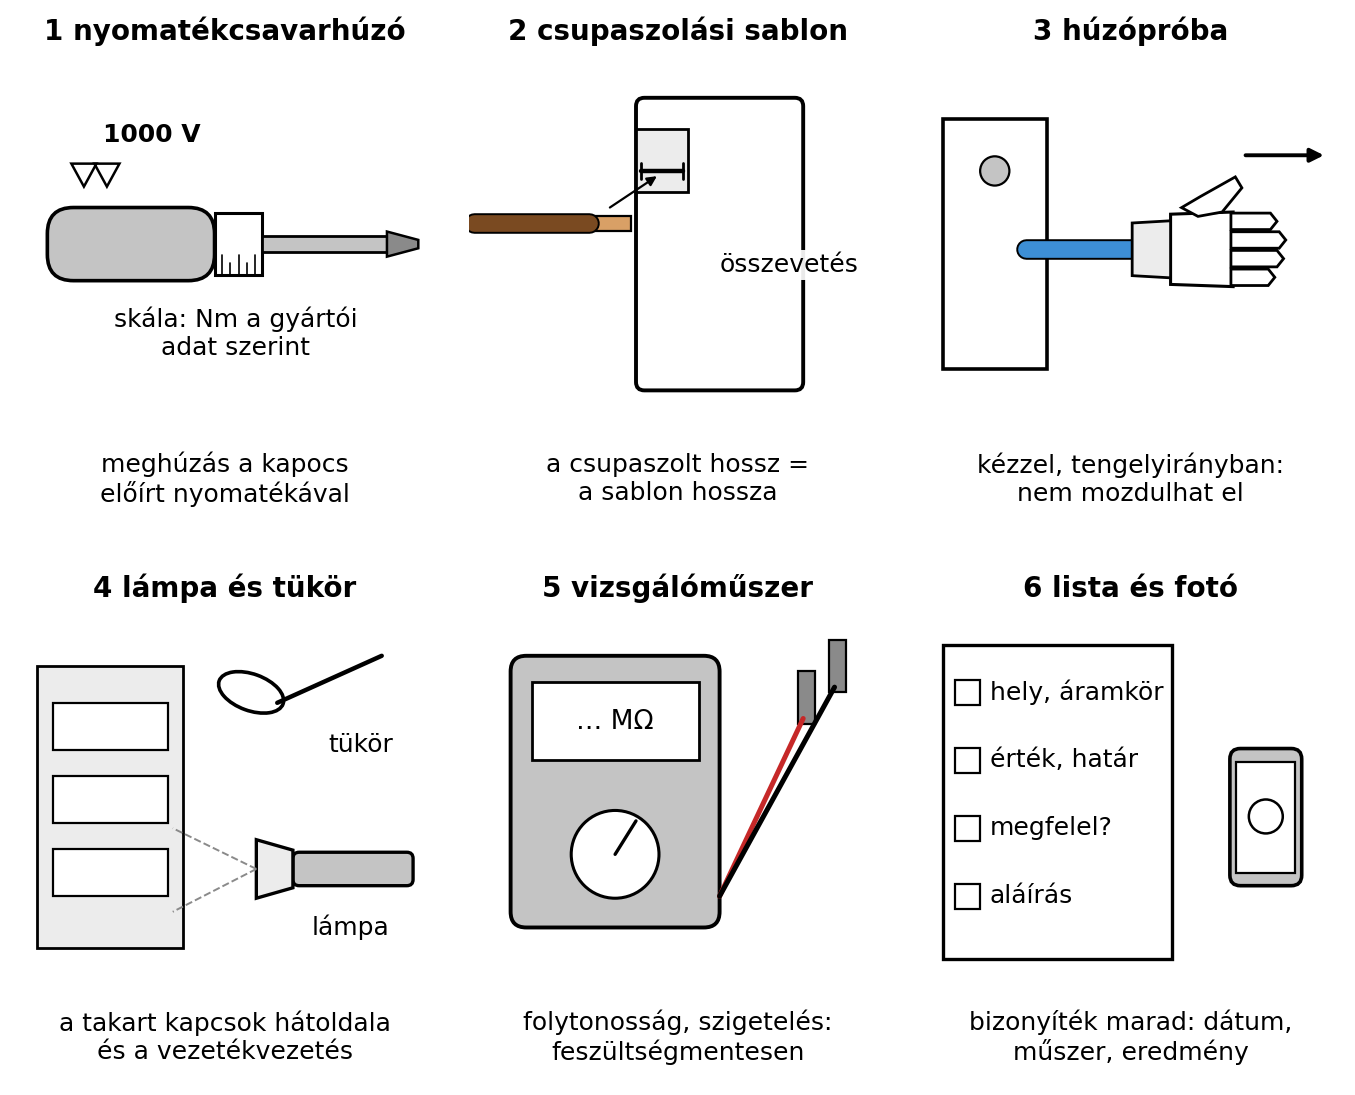 1 nyomatékcsavarhúzó
1000 V
skála: Nm a gyártói
adat szerint
meghúzás a kapocs
előírt nyomatékával
2 csupaszolási sablon
összevetés
a csupaszolt hossz =
a sablon hossza
3 húzópróba
kézzel, tengelyirányban:
nem mozdulhat el
4 lámpa és tükör
tükör
lámpa
a takart kapcsok hátoldala
és a vezetékvezetés
5 vizsgálóműszer
... MΩ
folytonosság, szigetelés:
feszültségmentesen
6 lista és fotó
hely, áramkör
érték, határ
megfelel?
aláírás
bizonyíték marad: dátum,
műszer, eredmény